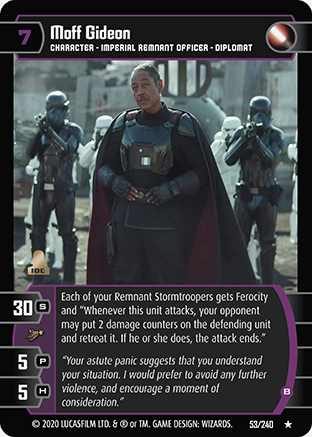 7
Moff Gideon
CHARACTER - IMPERIAL REMNANT OFFICER - DIPLOMAT
IDC
30 S
5 P
5 H
Each of your Remnant Stormtroopers gets Ferocity
and “Whenever this unit attacks, your opponent
may put 2 damage counters on the defending unit
and retreat it. If he or she does, the attack ends.”
“Your astute panic suggests that you understand
your situation. I would prefer to avoid any further
violence, and encourage a moment of
consideration.”
B
© 2020 LUCASFILM LTD. & ® or TM. GAME DESIGN: WIZARDS. 53/240 ★